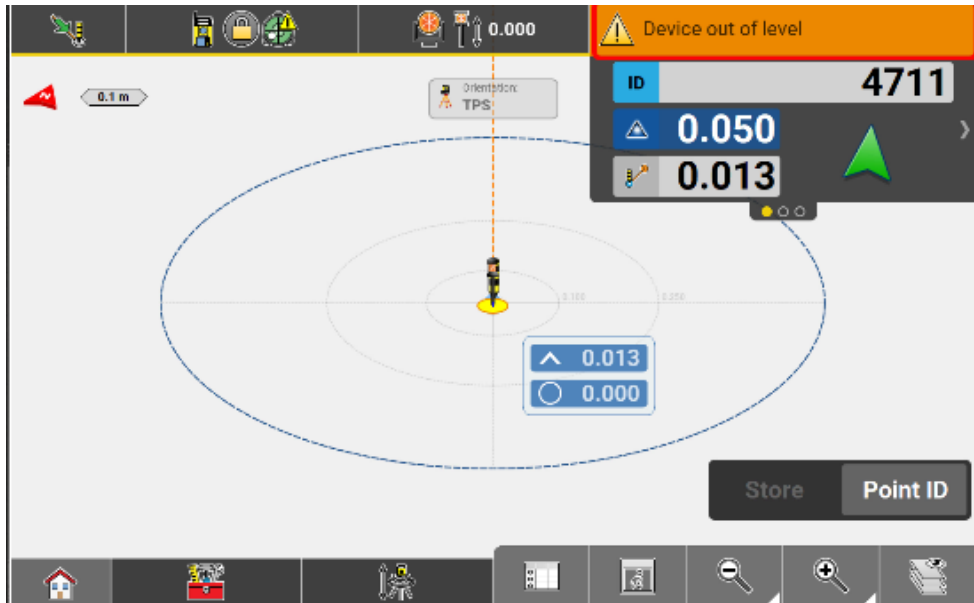 0.000
Device out of level
ID 4711
0.1 m
Orientation:
TPS
0.050
0.013
0.100 0.250
0.013
0.000
Store Point ID